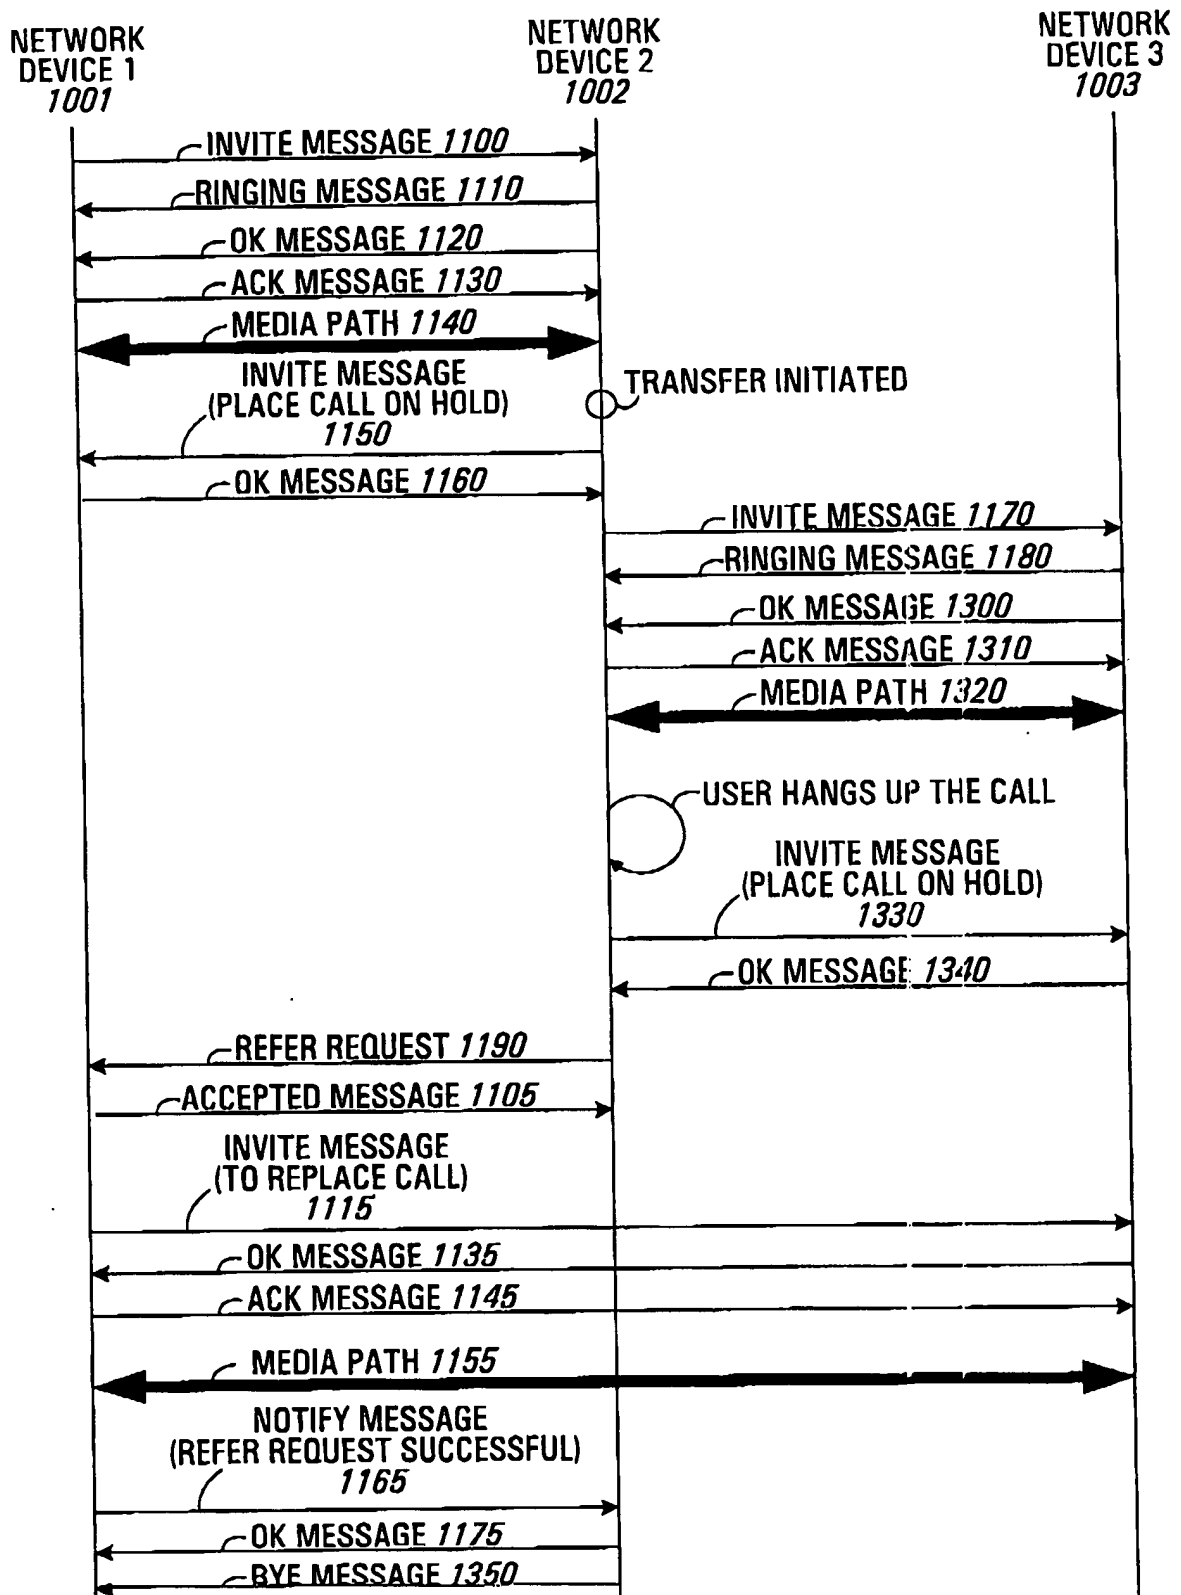 NETWORK
DEVICE 1
1001
NETWORK
DEVICE 2
1002
NETWORK
DEVICE 3
1003
INVITE MESSAGE 1100
RINGING MESSAGE 1110
OK MESSAGE 1120
ACK MESSAGE 1130
MEDIA PATH 1140
TRANSFER INITIATED
INVITE MESSAGE
(PLACE CALL ON HOLD)
1150
OK MESSAGE 1160
INVITE MESSAGE 1170
RINGING MESSAGE 1180
OK MESSAGE 1300
ACK MESSAGE 1310
MEDIA PATH 1320
USER HANGS UP THE CALL
INVITE MESSAGE
(PLACE CALL ON HOLD)
1330
OK MESSAGE 1340
REFER REQUEST 1190
ACCEPTED MESSAGE 1105
INVITE MESSAGE
(TO REPLACE CALL)
1115
OK MESSAGE 1135
ACK MESSAGE 1145
MEDIA PATH 1155
NOTIFY MESSAGE
(REFER REQUEST SUCCESSFUL)
1165
OK MESSAGE 1175
BYE MESSAGE 1350